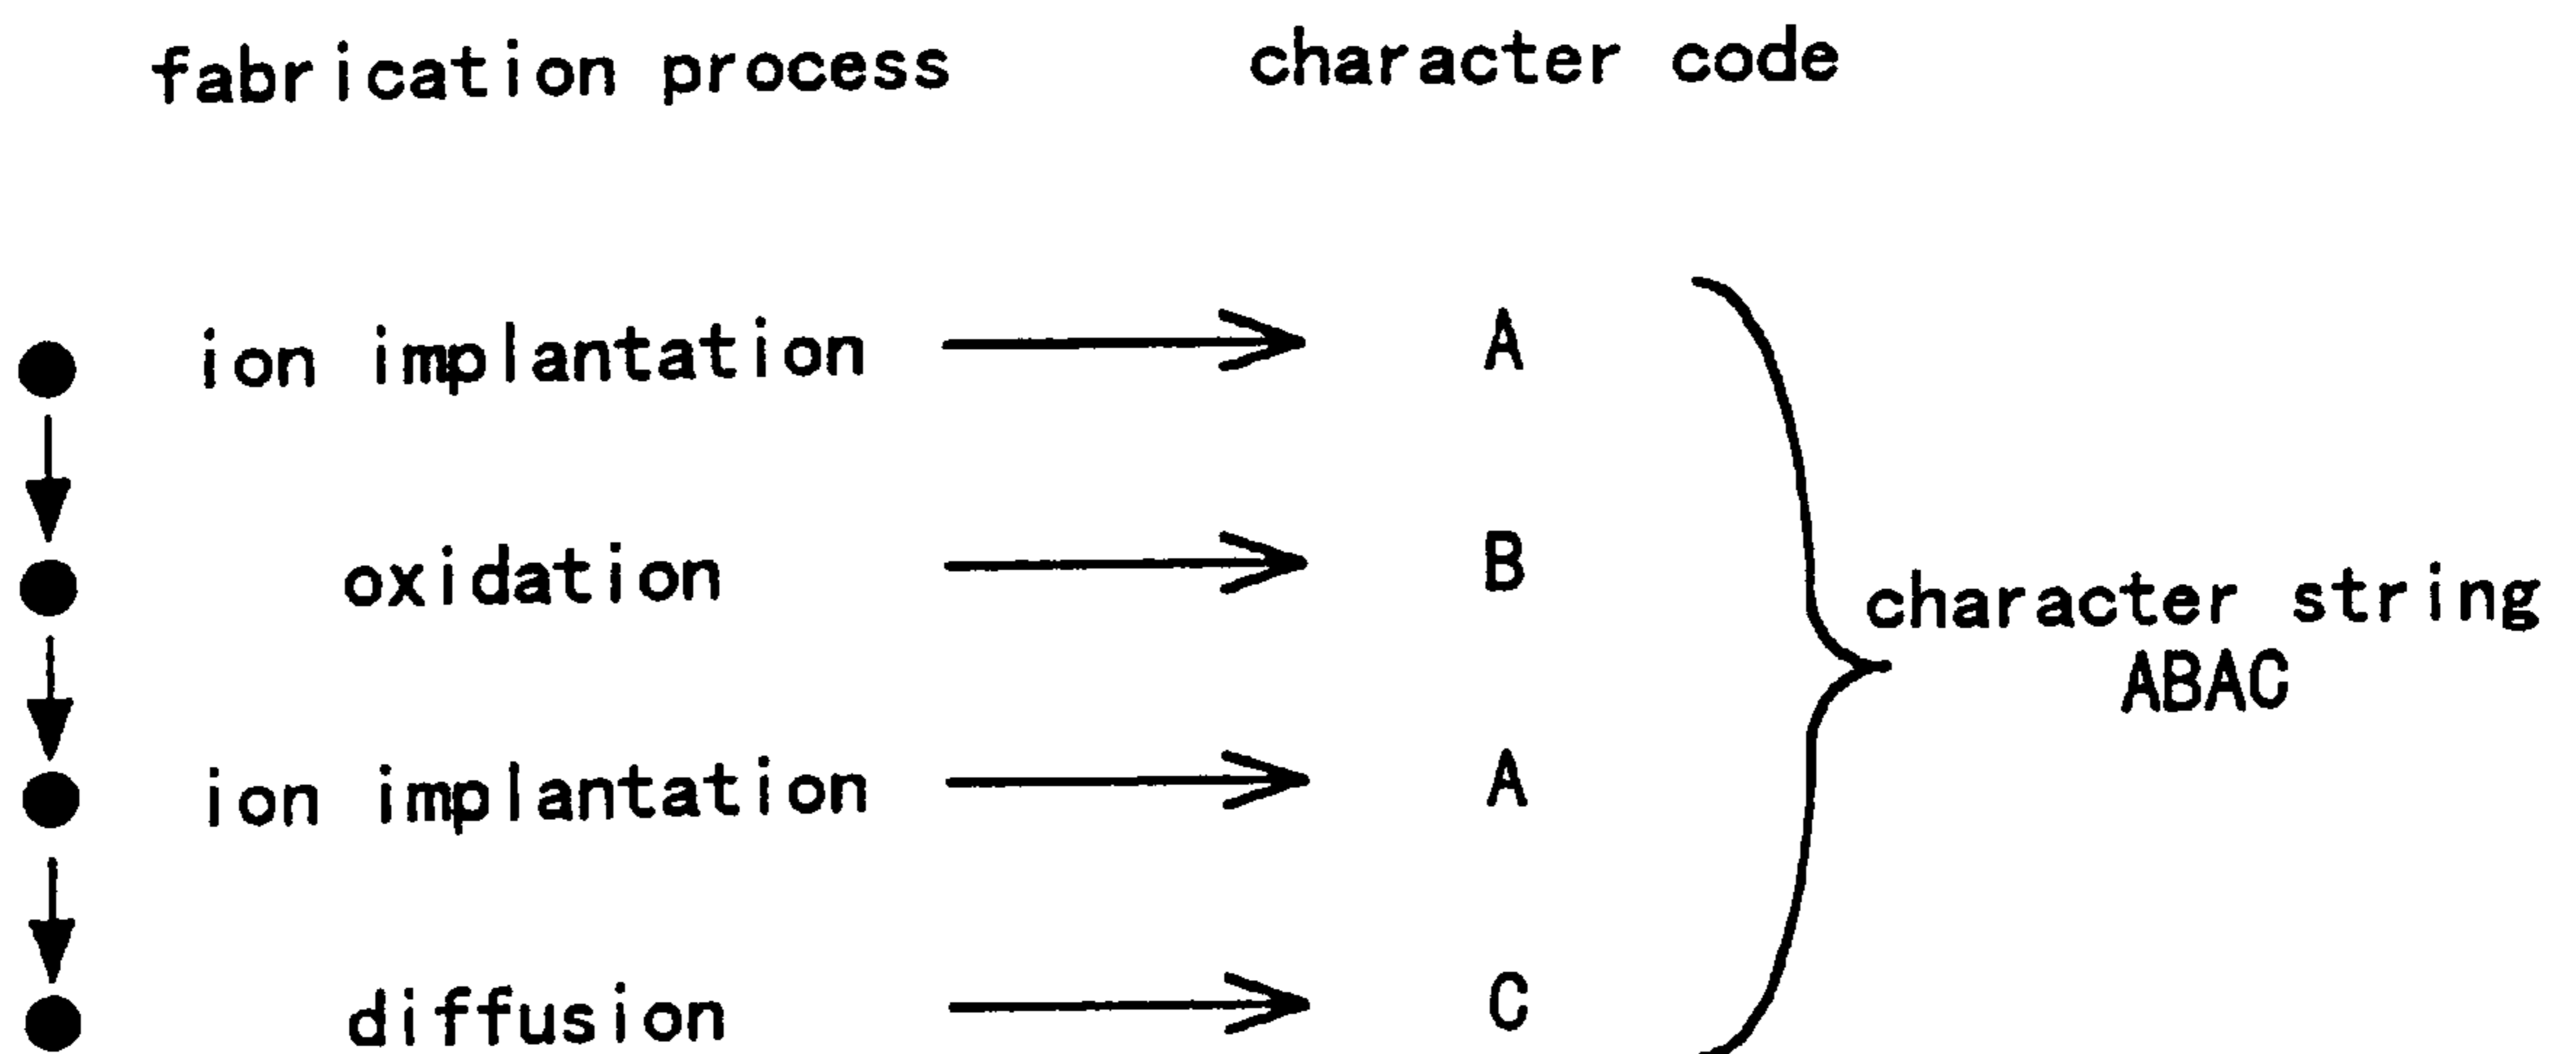 fabrication process character code
ion implantation A
oxidation B
character string
ABAC
ion implantation A
diffusion C